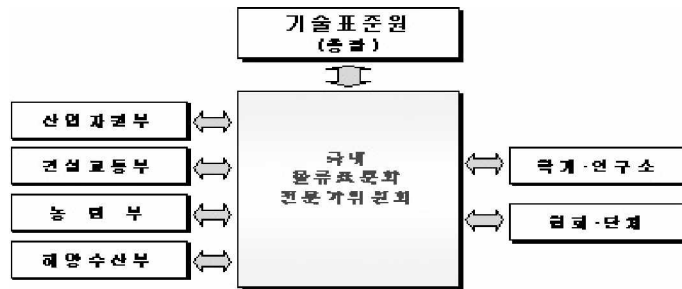 기술표준원
(총괄)
산업자원부
건설교통부
농림부
해양수산부
국내
물류표준화
전문가위원회
학계·연구소
협회·단체